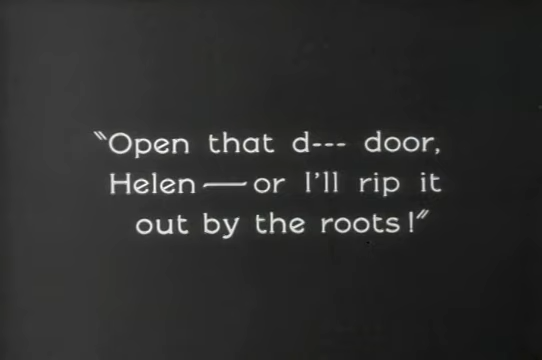 "Open that d--- door,
Helen — or I'll rip it
out by the roots!"